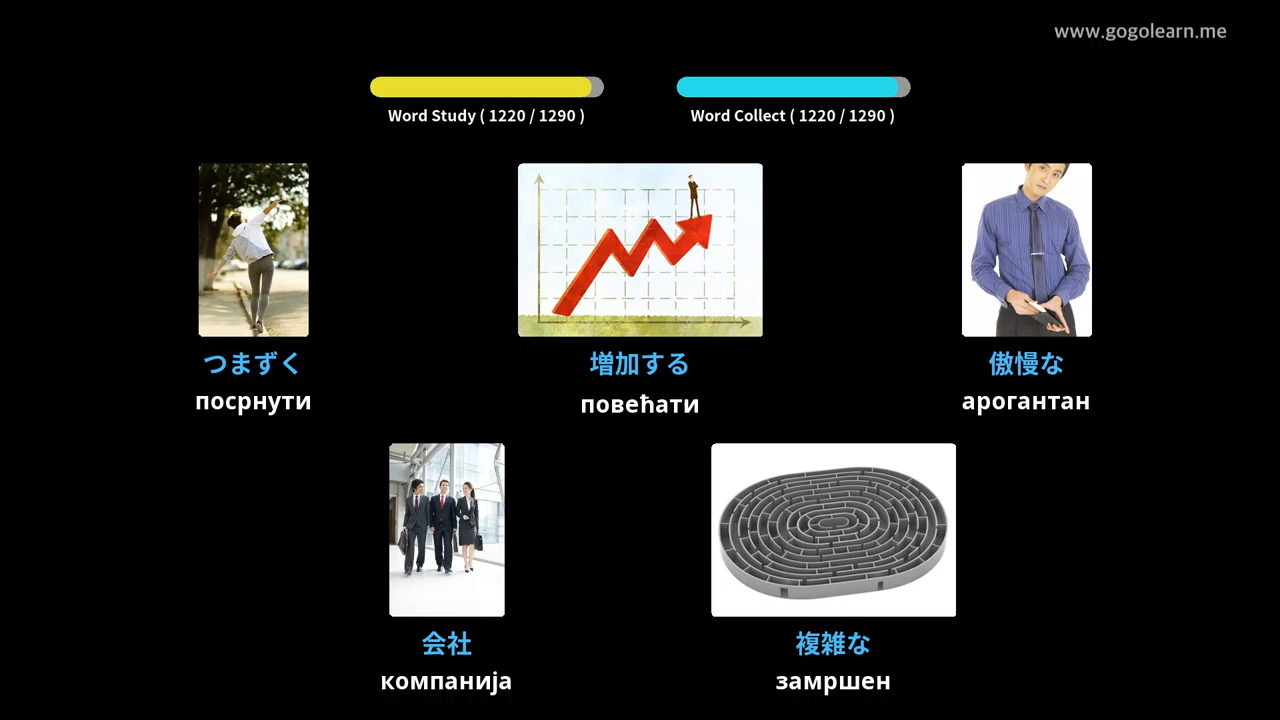 www.gogolearn.me
Word Study ( 1220 / 1290 )
Word Collect ( 1220 / 1290 )
つまずく
посрнути
増加する
повећати
傲慢な
арогантан
会社
компанија
複雑な
замршен